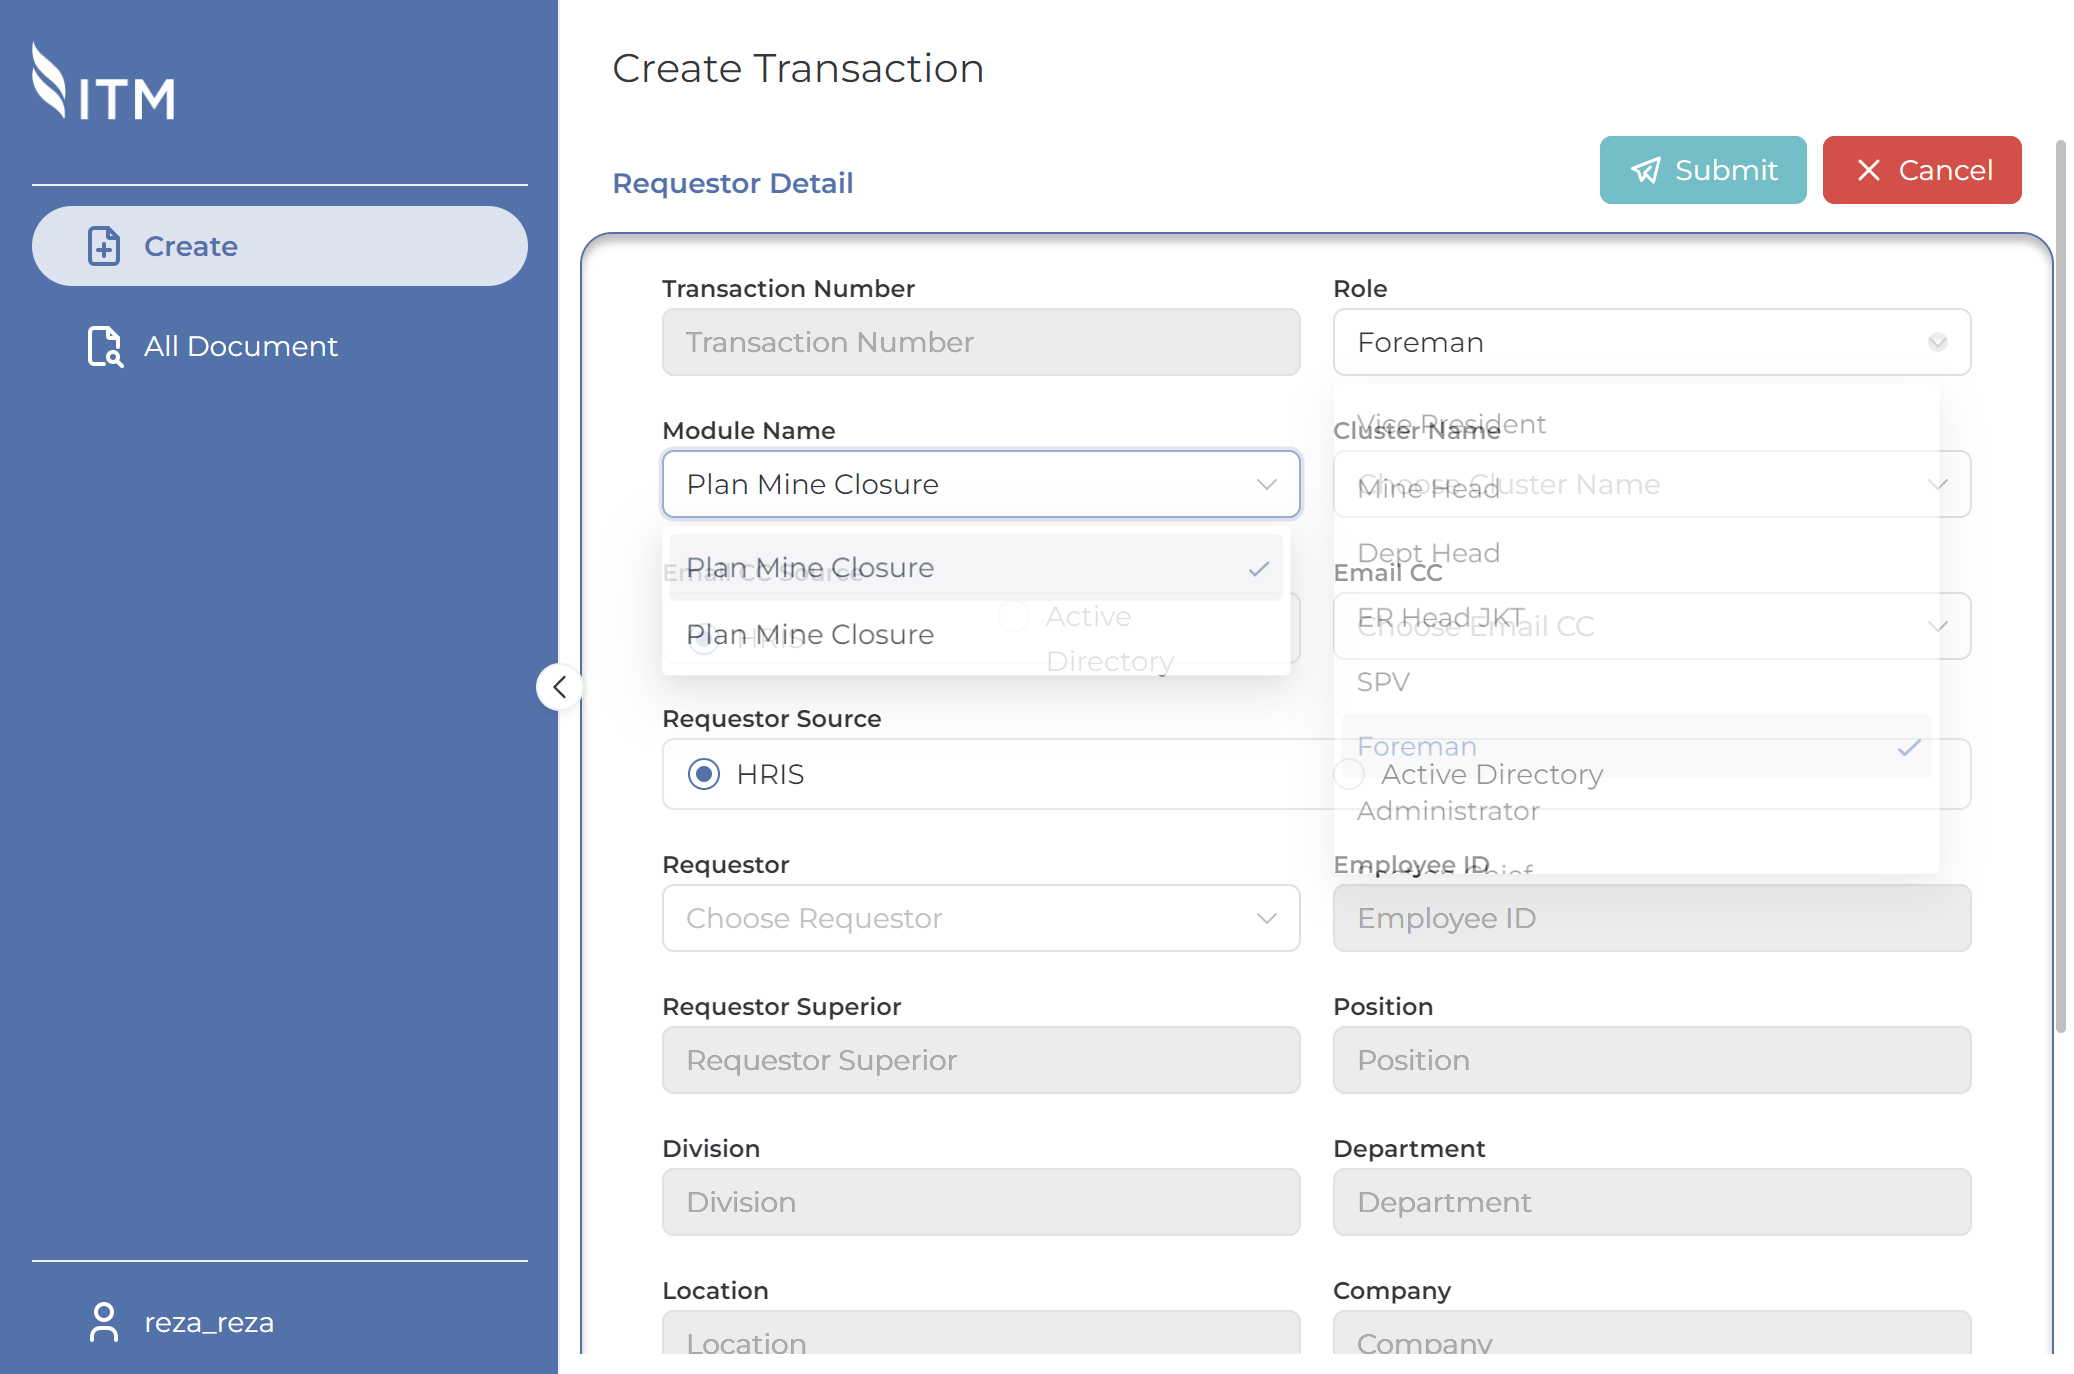 ITM
Create
All Document
reza_reza
Create Transaction
Requestor Detail
Submit
Cancel
Transaction Number
Transaction Number
Role
Foreman
Module Name
Plan Mine Closure
Plan Mine Closure
Plan Mine Closure
Cluster Name
Choose Cluster Name
Vice President
Mine Head
Dept Head
ER Head JKT
SPV
Foreman
Administrator
Section Chief
Email CC Source
HRIS
Active
Directory
Email CC
Choose Email CC
Requestor Source
HRIS
Active Directory
Requestor
Choose Requestor
Employee ID
Employee ID
Requestor Superior
Requestor Superior
Position
Position
Division
Division
Department
Department
Location
Location
Company
Company